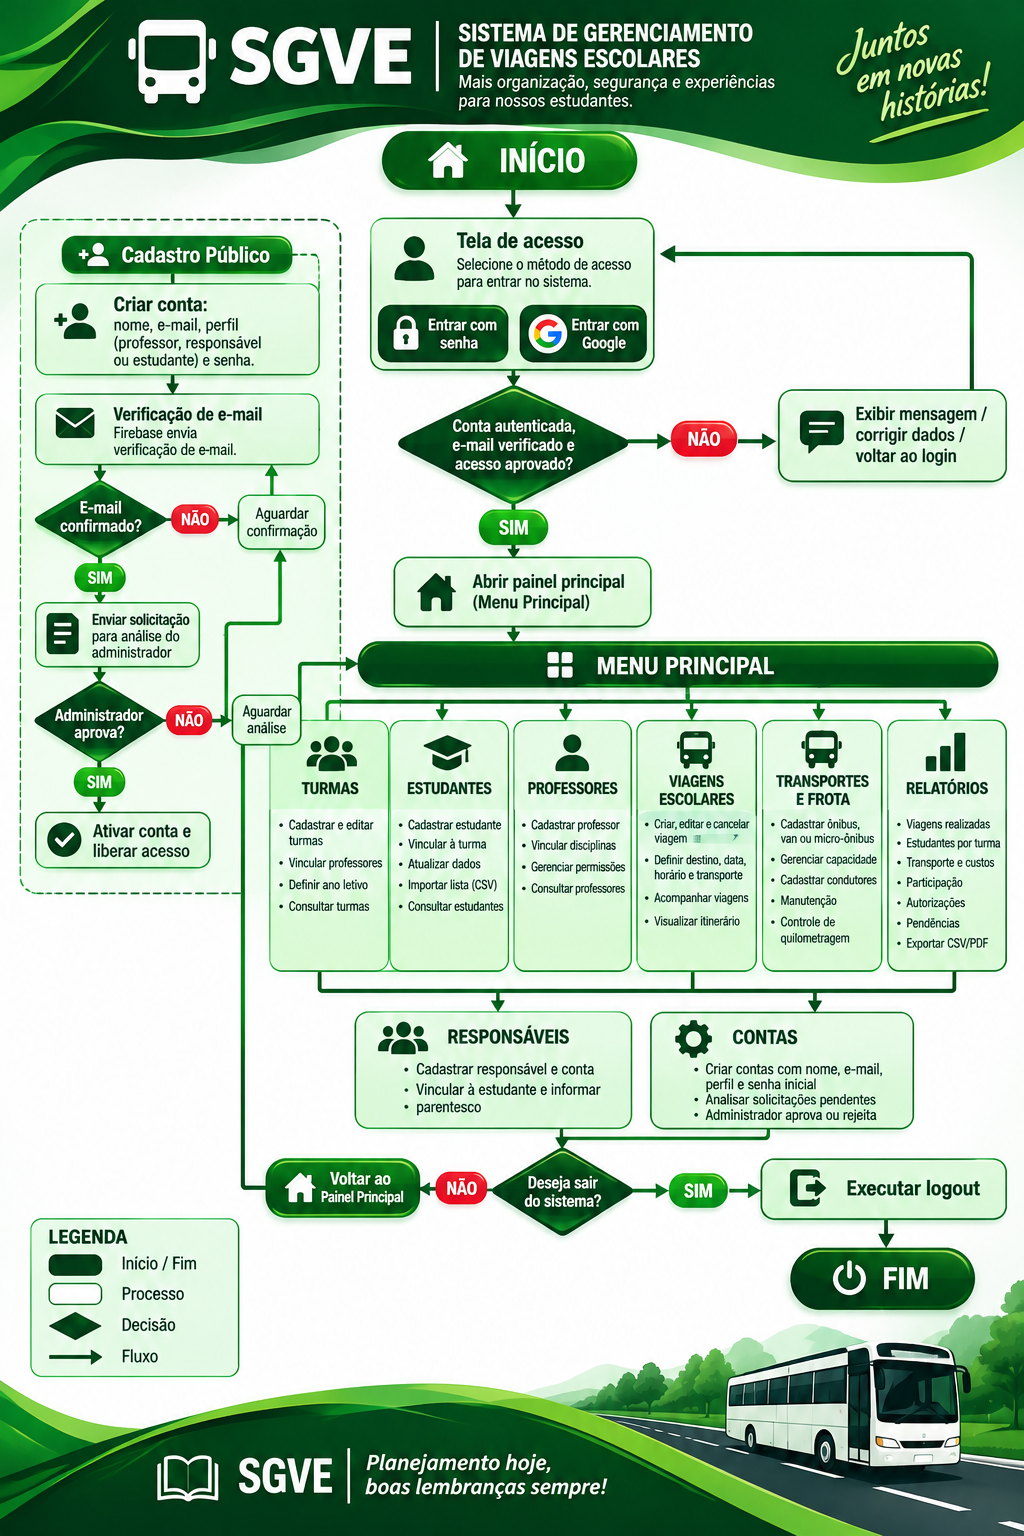 SGVE
SISTEMA DE GERENCIAMENTO
DE VIAGENS ESCOLARES
Mais organização, segurança e experiências
para nossos estudantes.
Juntos
em novas
histórias!
INÍCIO
Tela de acesso
Selecione o método de acesso
para entrar no sistema.
Entrar com
senha
Entrar com
Google
Conta autenticada,
e-mail verificado e
acesso aprovado?
NÃO
Exibir mensagem /
corrigir dados /
voltar ao login
SIM
Abrir painel principal
(Menu Principal)
Cadastro Público
Criar conta:
nome, e-mail, perfil
(professor, responsável
ou estudante) e senha.
Verificação de e-mail
Firebase envia
verificação de e-mail.
E-mail
confirmado?
NÃO
Aguardar
confirmação
SIM
Enviar solicitação
para análise do
administrador
Administrador
aprova?
NÃO
Aguardar
análise
SIM
Ativar conta e
liberar acesso
MENU PRINCIPAL
TURMAS
• Cadastrar e editar
turmas
• Vincular professores
• Definir ano letivo
• Consultar turmas
ESTUDANTES
• Cadastrar estudante
• Vincular à turma
• Atualizar dados
• Importar lista (CSV)
• Consultar estudantes
PROFESSORES
• Cadastrar professor
• Vincular disciplinas
• Gerenciar permissões
• Consultar professores
VIAGENS
ESCOLARES
• Criar, editar e cancelar
viagem
• Definir destino, data,
horário e transporte
• Acompanhar viagens
• Visualizar itinerário
TRANSPORTES
E FROTA
• Cadastrar ônibus,
van ou micro-ônibus
• Gerenciar capacidade
• Cadastrar condutores
• Manutenção
• Controle de
quilometragem
RELATÓRIOS
• Viagens realizadas
• Estudantes por turma
• Transporte e custos
• Participação
• Autorizações
• Pendências
• Exportar CSV/PDF
RESPONSÁVEIS
• Cadastrar responsável e conta
• Vincular à estudante e informar
• parentesco
CONTAS
• Criar contas com nome, e-mail,
perfil e senha inicial
• Analisar solicitações pendentes
• Administrador aprova ou rejeita
Voltar ao
Painel Principal
NÃO
Deseja sair
do sistema?
SIM
Executar logout
FIM
LEGENDA
Início / Fim
Processo
Decisão
Fluxo
SGVE
Planejamento hoje,
boas lembranças sempre!